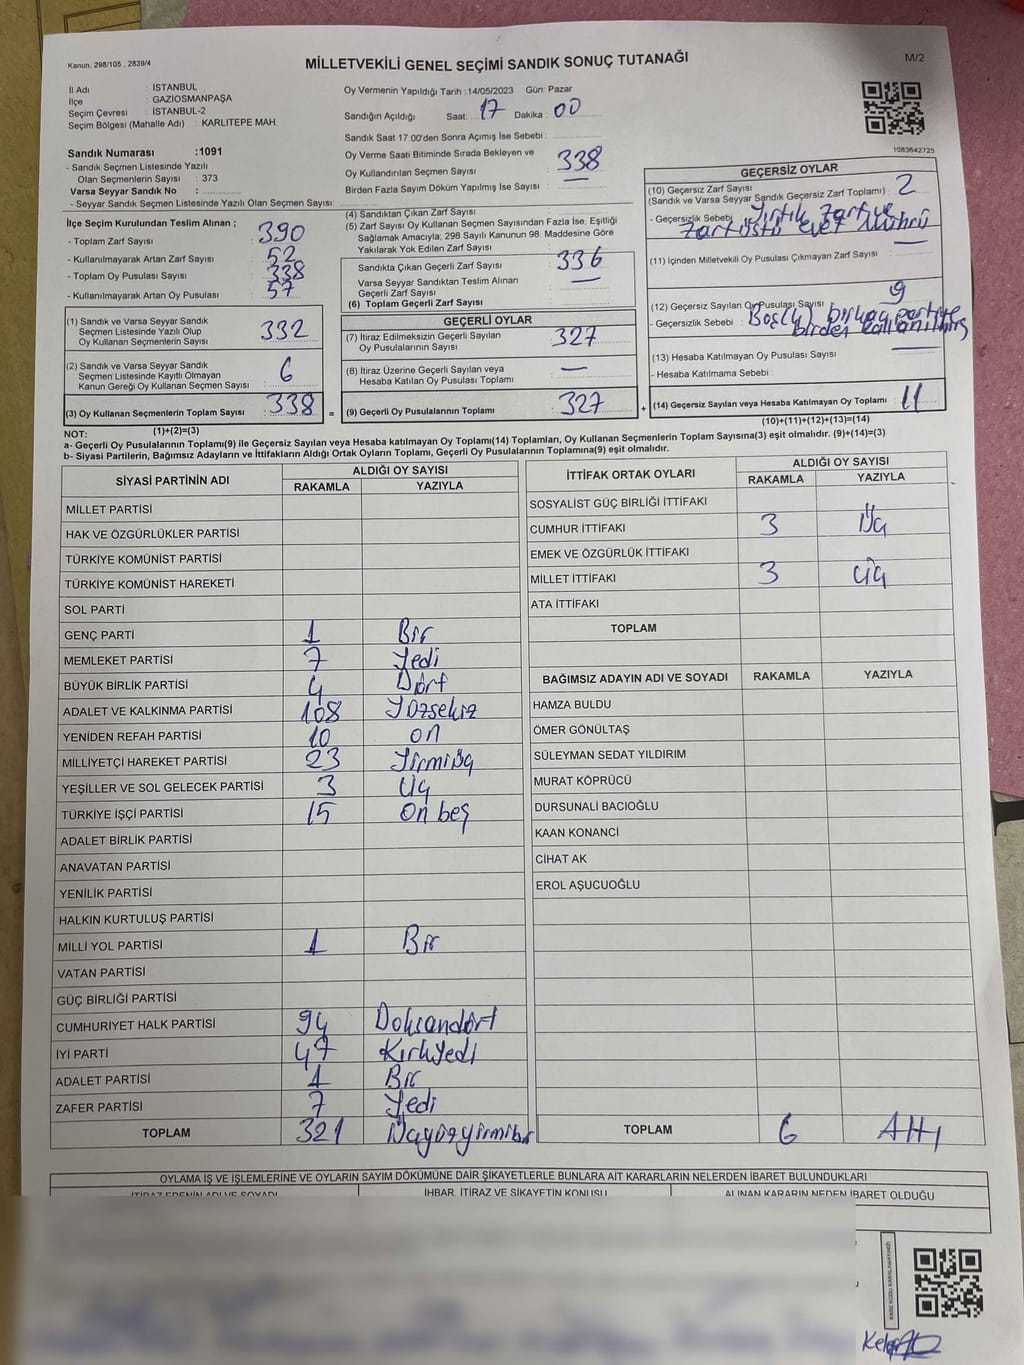 Kanun; 298/105 , 2839/4
MİLLETVEKİLİ GENEL SEÇİMİ SANDIK SONUÇ TUTANAĞI
M/2
İl Adı : İSTANBUL
İlçe : GAZİOSMANPAŞA
Seçim Çevresi : İSTANBUL-2
Seçim Bölgesi (Mahalle Adı) : KARLITEPE MAH.
Sandık Numarası :1091
- Sandık Seçmen Listesinde Yazılı
Olan Seçmenlerin Sayısı : 373
Varsa Seyyar Sandık No :
- Seyyar Sandık Seçmen Listesinde Yazılı Olan Seçmen Sayısı:
Oy Vermenin Yapıldığı Tarih :14/05/2023 Gün: Pazar
Sandığın Açıldığı Saat: 17 Dakika : 00
Sandık Saat 17:00'den Sonra Açımış İse Sebebi :
Oy Verme Saati Bitiminde Sırada Bekleyen ve
Oy Kullandırılan Seçmen Sayısı : 338
Birden Fazla Sayım Döküm Yapılmış İse Sayısı : —
1083642725
İlçe Seçim Kurulundan Teslim Alınan ;
- Toplam Zarf Sayısı : 390
- Kullanılmayarak Artan Zarf Sayısı : 52
- Toplam Oy Pusulası Sayısı : 338
- Kullanılmayarak Artan Oy Pusulası : 57
(1) Sandık ve Varsa Seyyar Sandık
Seçmen Listesinde Yazılı Olup
Oy Kullanan Seçmenlerin Sayısı : 332
(2) Sandık ve Varsa Seyyar Sandık
Seçmen Listesinde Kayıtlı Olmayan
Kanun Gereği Oy Kullanan Seçmen Sayısı : 6
(3) Oy Kullanan Seçmenlerin Toplam Sayısı : 338 =
(1)+(2)=(3)
(4) Sandıktan Çıkan Zarf Sayısı :
(5) Zarf Sayısı Oy Kullanan Seçmen Sayısından Fazla İse, Eşitliği
Sağlamak Amacıyla; 298 Sayılı Kanunun 98. Maddesine Göre
Yakılarak Yok Edilen Zarf Sayısı :
Sandıkta Çıkan Geçerli Zarf Sayısı : 336
Varsa Seyyar Sandıktan Teslim Alınan
Geçerli Zarf Sayısı : —
(6) Toplam Geçerli Zarf Sayısı :
GEÇERLİ OYLAR
(7) İtiraz Edilmeksizin Geçerli Sayılan
Oy Pusulalarının Sayısı : 327
(8) İtiraz Üzerine Geçerli Sayılan veya
Hesaba Katılan Oy Pusulası Toplamı : —
(9) Geçerli Oy Pusulalarının Toplamı : 327 +
GEÇERSİZ OYLAR
(10) Geçersiz Zarf Sayısı
(Sandık ve Varsa Seyyar Sandık Geçersiz Zarf Toplamı) : 2
- Geçersizlik Sebebi : Yırtık zarf ve
zarf üstü evet mührü
(11) İçinden Milletvekili Oy Pusulası Çıkmayan Zarf Sayısı : —
(12) Geçersiz Sayılan Oy Pusulası Sayısı : 9
- Geçersizlik Sebebi : Boş(4) birkaç partiye
birden kullanılmış
(13) Hesaba Katılmayan Oy Pusulası Sayısı : —
- Hesaba Katılmama Sebebi :
(14) Geçersiz Sayılan veya Hesaba Katılmayan Oy Toplamı : 11
(10)+(11)+(12)+(13)=(14)
NOT:
a- Geçerli Oy Pusulasının Toplamı(9) ile Geçersiz Sayılan veya Hesaba katılmayan Oy Toplamı(14) Toplamları, Oy Kullanan Seçmenlerin Toplam Sayısına(3) eşit olmalıdır. (9)+(14)=(3)
b- Siyasi Partilerin, Bağımsız Adayların ve İttifakların Aldığı Ortak Oyların Toplamı, Geçerli Oy Pusulalarının Toplamına(9) eşit olmalıdır.
SİYASİ PARTİNİN ADI
ALDIĞI OY SAYISI
RAKAMLA YAZIYLA
MİLLET PARTİSİ
HAK VE ÖZGÜRLÜKLER PARTİSİ
TÜRKİYE KOMÜNİST PARTİSİ
TÜRKİYE KOMÜNİST HAREKETİ
SOL PARTİ
GENÇ PARTİ 1 Bir
MEMLEKET PARTİSİ 7 Yedi
BÜYÜK BİRLİK PARTİSİ 4 Dört
ADALET VE KALKINMA PARTİSİ 108 Yüzsekiz
YENİDEN REFAH PARTİSİ 10 on
MİLLİYETÇİ HAREKET PARTİSİ 23 Yirmiüç
YEŞİLLER VE SOL GELECEK PARTİSİ 3 üç
TÜRKİYE İŞÇİ PARTİSİ 15 on beş
ADALET BİRLİK PARTİSİ
ANAVATAN PARTİSİ
YENİLİK PARTİSİ
HALKIN KURTULUŞ PARTİSİ
MİLLİ YOL PARTİSİ 1 Bir
VATAN PARTİSİ
GÜÇ BİRLİĞİ PARTİSİ
CUMHURİYET HALK PARTİSİ 94 Doksandört
İYİ PARTİ 47 Kırkyedi
ADALET PARTİSİ 1 Bir
ZAFER PARTİSİ 7 Yedi
TOPLAM 321 Üçyüzyirmibir
İTTİFAK ORTAK OYLARI
ALDIĞI OY SAYISI
RAKAMLA YAZIYLA
SOSYALİST GÜÇ BİRLİĞİ İTTİFAKI
CUMHUR İTTİFAKI 3 Üç
EMEK VE ÖZGÜRLÜK İTTİFAKI
MİLLET İTTİFAKI 3 üç
ATA İTTİFAKI
TOPLAM
BAĞIMSIZ ADAYIN ADI VE SOYADI RAKAMLA YAZIYLA
HAMZA BULDU
ÖMER GÖNÜLTAŞ
SÜLEYMAN SEDAT YILDIRIM
MURAT KÖPRÜCÜ
DURSUNALİ BACIOĞLU
KAAN KONANCİ
CİHAT AK
EROL AŞUCUOĞLU
TOPLAM 6 Altı
OYLAMA İŞ VE İŞLEMLERİNE VE OYLARIN SAYIM DÖKÜMÜNE DAİR ŞİKAYETLERLE BUNLARA AİT KARARLARIN NELERDEN İBARET BULUNDUKLARI
İTİRAZ EDENİN ADI VE SOYADI İHBAR, İTİRAZ VE ŞİKAYETİN KONUSU ALINAN KARARIN NEDEN İBARET OLDUĞU